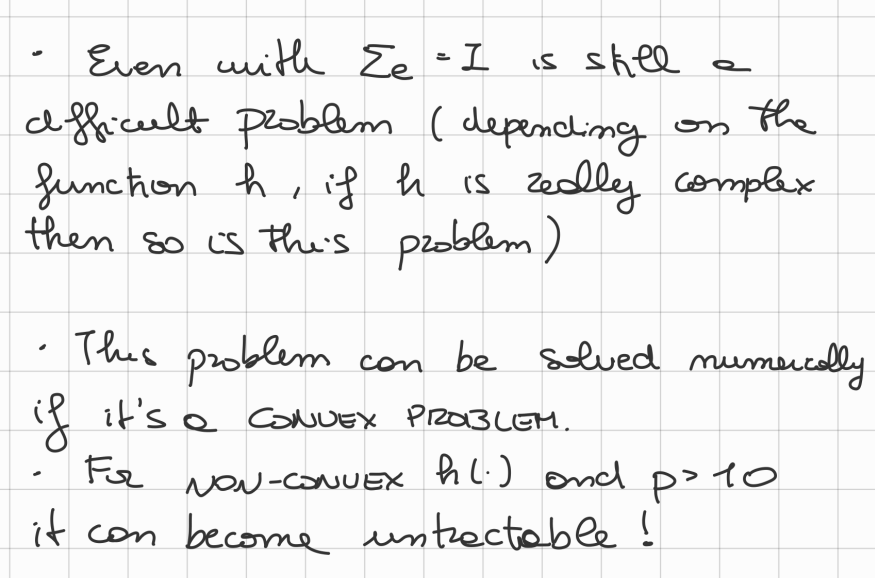 · Even with Σe = I is still a
difficult problem ( depending on the
function h , if h is really complex
then so is this problem )
· This problem can be solved numerically
if it's a CONVEX PROBLEM.
· For NON-CONVEX h(·) and p>10
it can become untractable !